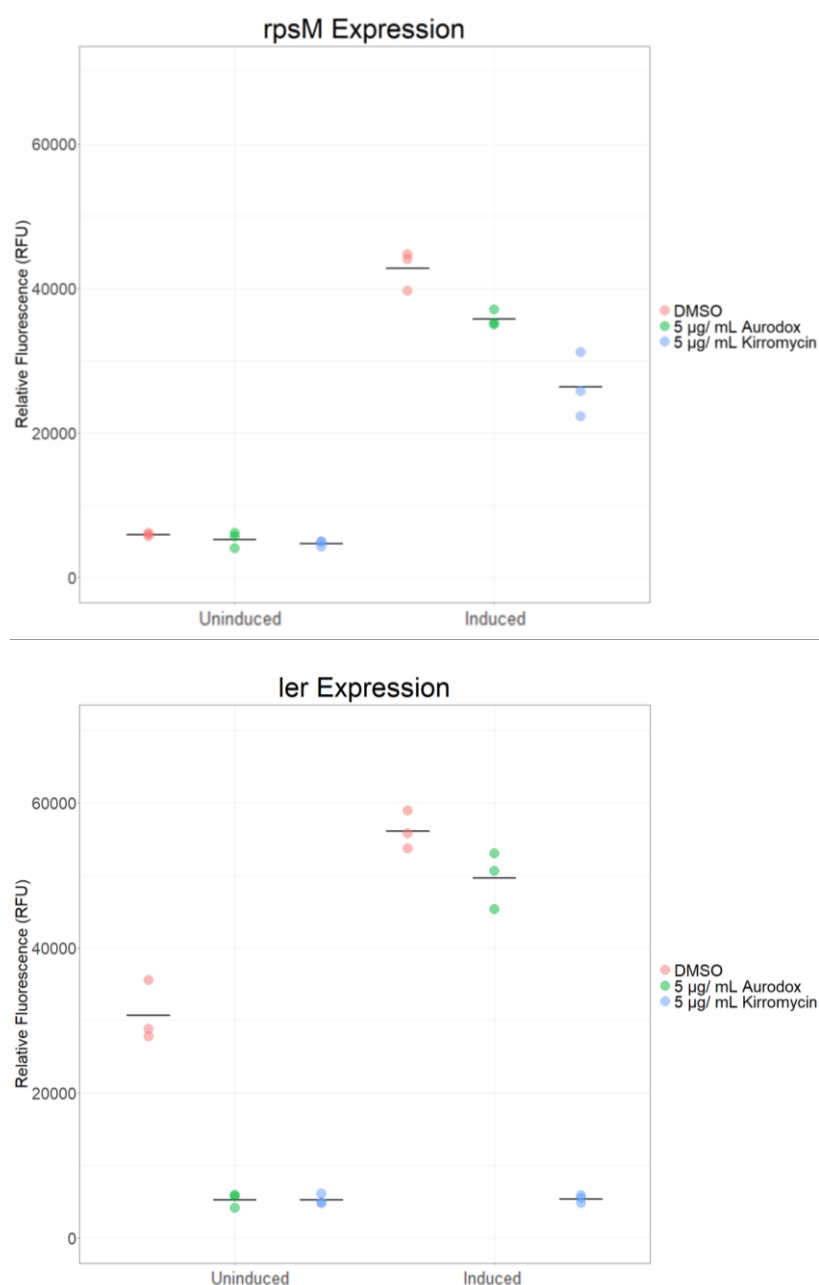 rpsM Expression
60000
40000
20000
0
Relative Fluorescence (RFU)
Uninduced
Induced
DMSO
5 µg/ mL Aurodox
5 µg/ mL Kirromycin
ler Expression
60000
40000
20000
0
Relative Fluorescence (RFU)
Uninduced
Induced
DMSO
5 µg/ mL Aurodox
5 µg/ mL Kirromycin